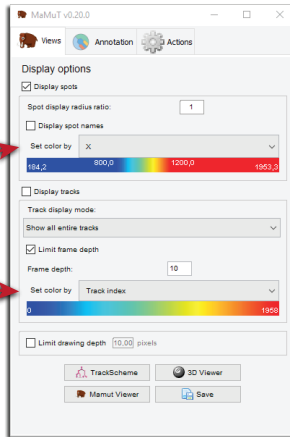 MaMuT v0.20.0
Views Annotation Actions
Display options
Display spots
Spot display radius ratio: 1
Display spot names
Set color by X
184,2 800,0 1200,0 1953,3
Display tracks
Track display mode:
Show all entire tracks
Limit frame depth
Frame depth: 10
Set color by Track index
0 1958
Limit drawing depth 10,00 pixels
TrackScheme 3D Viewer
Mamut Viewer Save